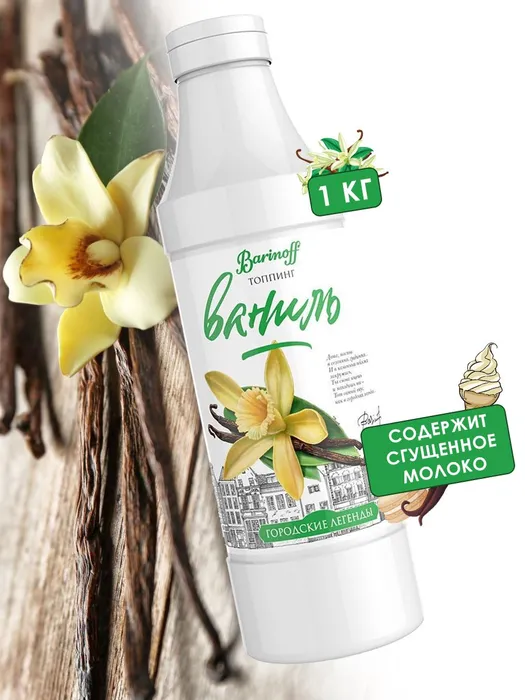 1 КГ
Barinoff
ТОППИНГ
ваниль
СОДЕРЖИТ
СГУЩЕННОЕ
МОЛОКО
ГОРОДСКИЕ ЛЕГЕНДЫ